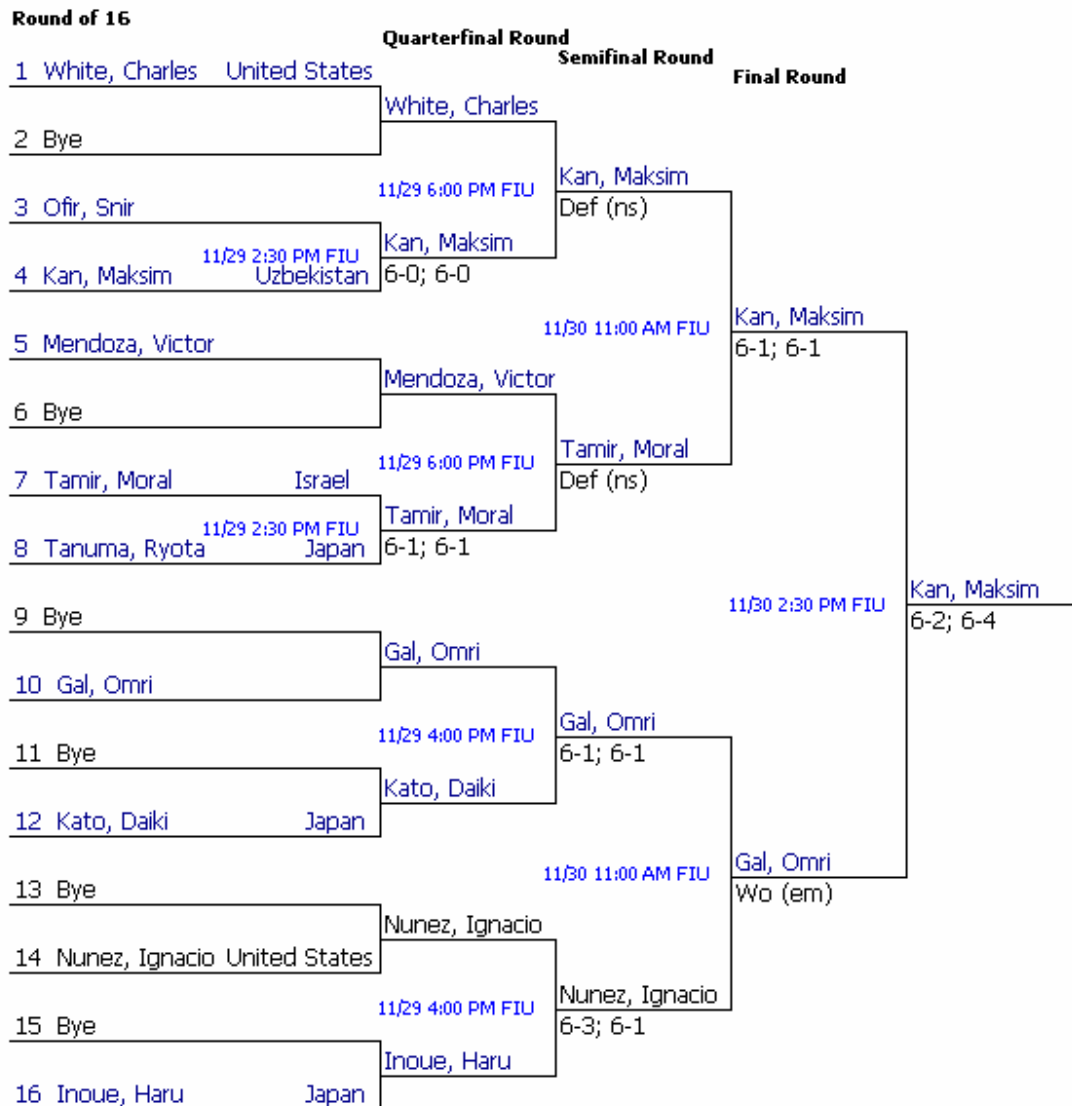 Round of 16
Quarterfinal Round
Semifinal Round
Final Round
1 White, Charles United States
White, Charles
2 Bye
Kan, Maksim
11/29 6:00 PM FIU
Def (ns)
3 Ofir, Snir
Kan, Maksim
11/29 2:30 PM FIU
4 Kan, Maksim Uzbekistan
6-0; 6-0
Kan, Maksim
11/30 11:00 AM FIU
6-1; 6-1
5 Mendoza, Victor
Mendoza, Victor
6 Bye
Tamir, Moral
11/29 6:00 PM FIU
Def (ns)
7 Tamir, Moral Israel
Tamir, Moral
11/29 2:30 PM FIU
8 Tanuma, Ryota Japan
6-1; 6-1
Kan, Maksim
11/30 2:30 PM FIU
6-2; 6-4
9 Bye
Gal, Omri
10 Gal, Omri
Gal, Omri
11/29 4:00 PM FIU
6-1; 6-1
11 Bye
Kato, Daiki
12 Kato, Daiki Japan
Gal, Omri
11/30 11:00 AM FIU
Wo (em)
13 Bye
Nunez, Ignacio
14 Nunez, Ignacio United States
Nunez, Ignacio
11/29 4:00 PM FIU
6-3; 6-1
15 Bye
Inoue, Haru
16 Inoue, Haru Japan